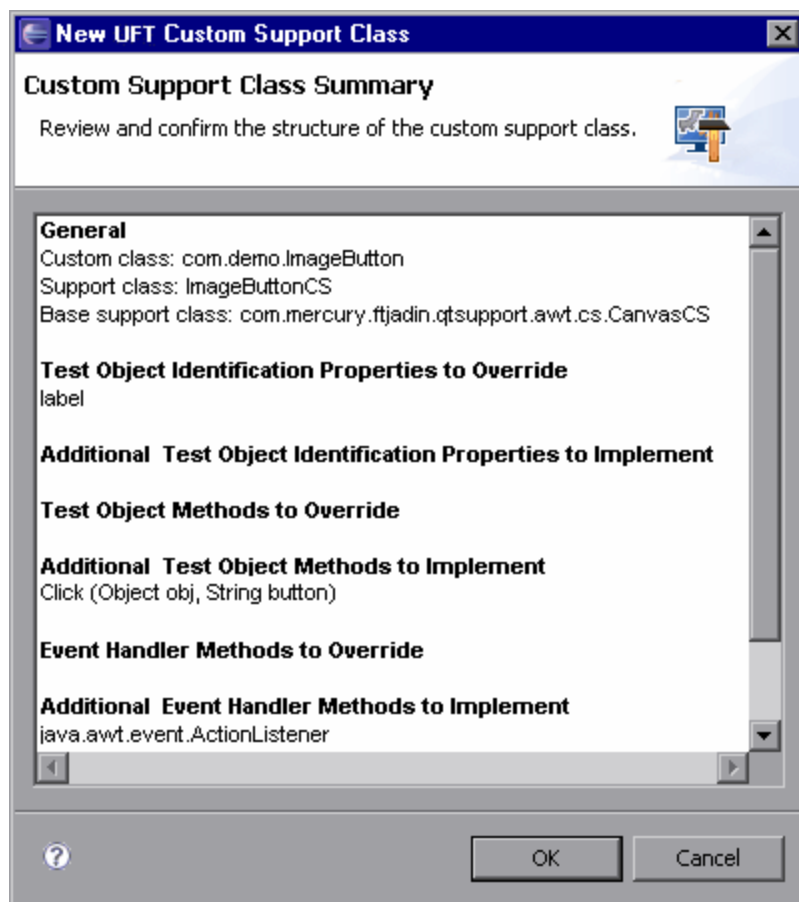 New UFT Custom Support Class
Custom Support Class Summary
Review and confirm the structure of the custom support class.
General
Custom class: com.demo.ImageButton
Support class: ImageButtonCS
Base support class: com.mercury.ftjadin.qtsupport.awt.cs.CanvasCS
Test Object Identification Properties to Override
label
Additional Test Object Identification Properties to Implement
Test Object Methods to Override
Additional Test Object Methods to Implement
Click (Object obj, String button)
Event Handler Methods to Override
Additional Event Handler Methods to Implement
java.awt.event.ActionListener
?
OK
Cancel